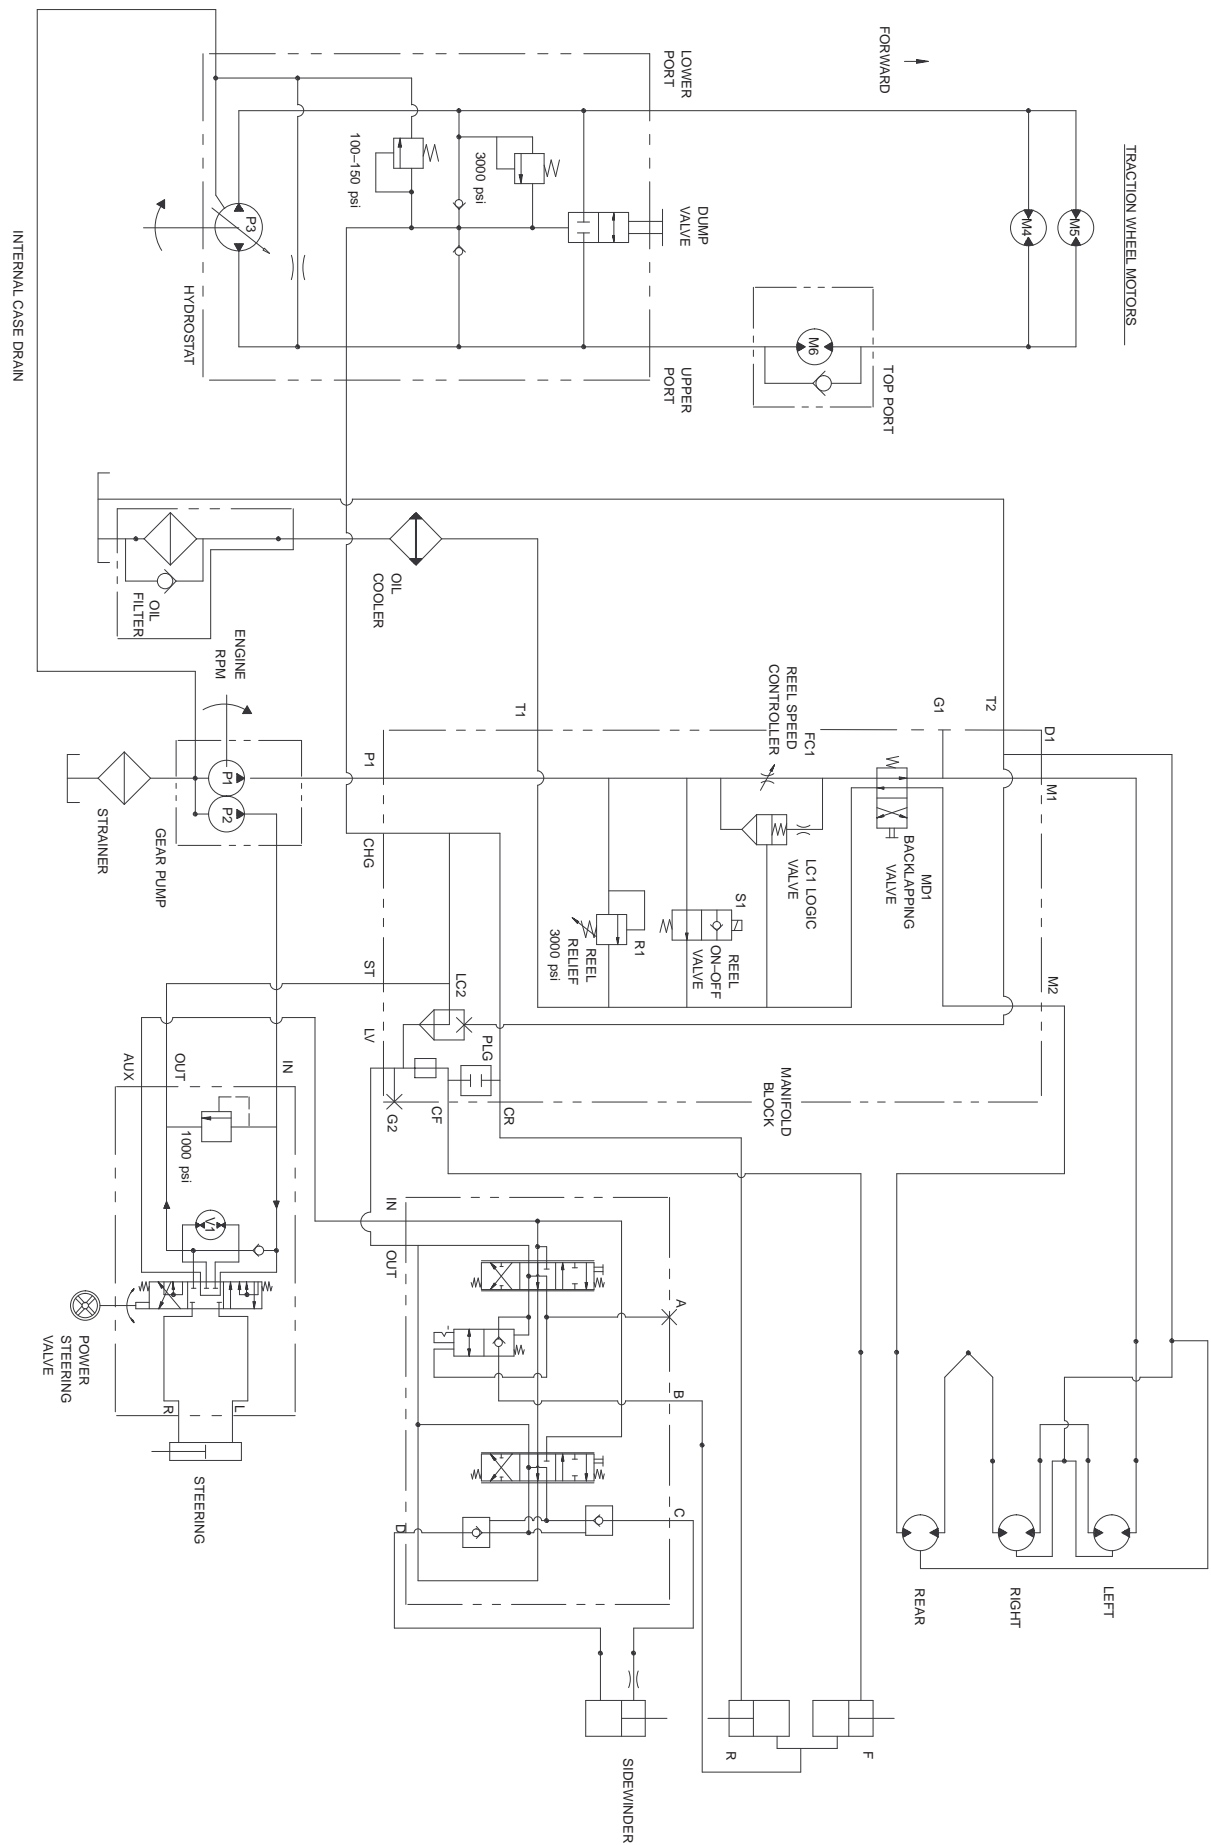 TRACTION WHEEL MOTORS
FORWARD
M5
M4
LOWER
PORT
DUMP
VALVE
3000 psi
100–150 psi
P3
HYDROSTAT
UPPER
PORT
M6
TOP PORT
INTERNAL CASE DRAIN
OIL
COOLER
OIL
FILTER
ENGINE
RPM
P1
P2
GEAR PUMP
STRAINER
T1
P1
CHG
ST
LV
FC1
REEL SPEED
CONTROLLER
G1
T2
D1
M1
M2
MD1
BACKLAPPING
VALVE
LC1 LOGIC
VALVE
S1
REEL
ON–OFF
VALVE
R1
REEL
RELIEF
3000 psi
LC2
PLG
MANIFOLD
BLOCK
G2
CF
CR
IN
OUT
AUX
1000 psi
V1
POWER
STEERING
VALVE
L
R
STEERING
IN
OUT
A
B
C
D
REAR
RIGHT
LEFT
SIDEWINDER
R
F